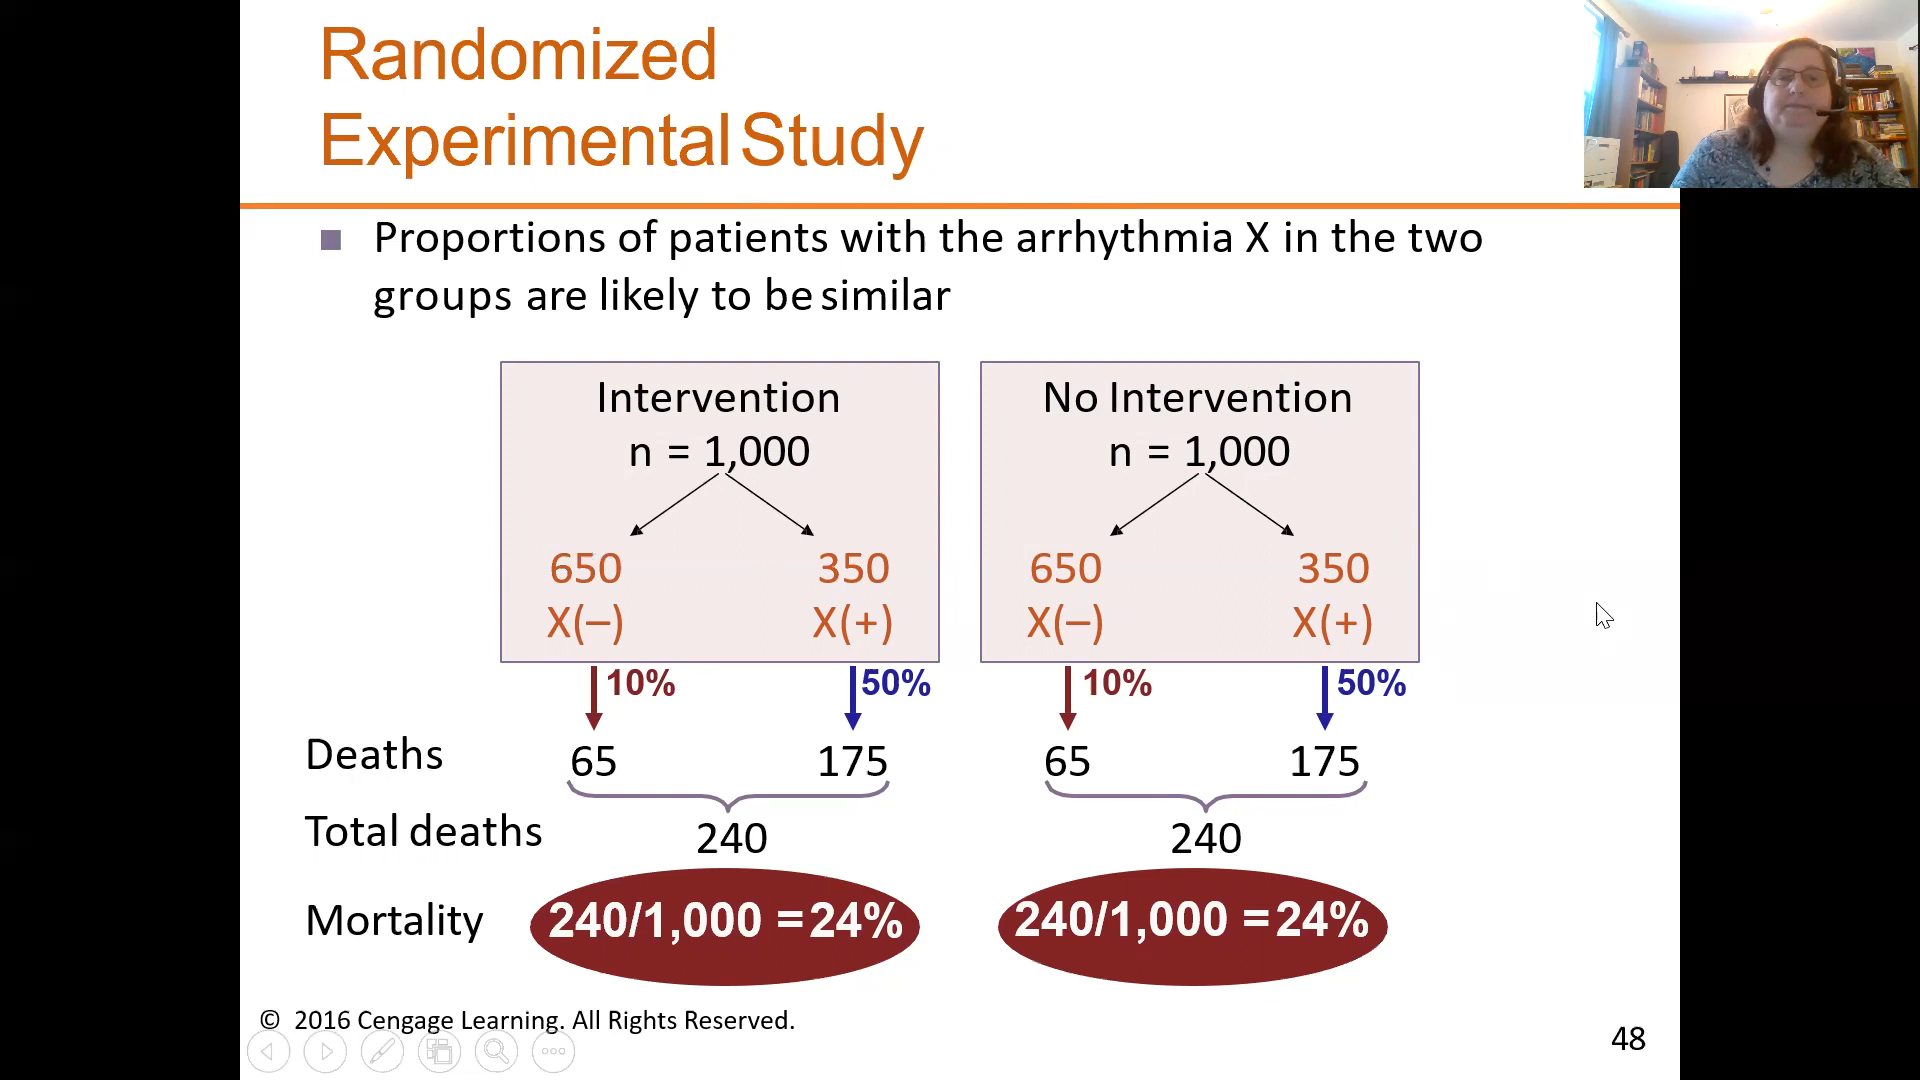 Randomized
Experimental Study
Proportions of patients with the arrhythmia X in the two
groups are likely to be similar
Intervention
n = 1,000
650 350
X(–) X(+)
10% 50%
No Intervention
n = 1,000
650 350
X(–) X(+)
10% 50%
Deaths 65 175 65 175
Total deaths 240 240
Mortality 240/1,000 = 24% 240/1,000 = 24%
© 2016 Cengage Learning. All Rights Reserved.
48